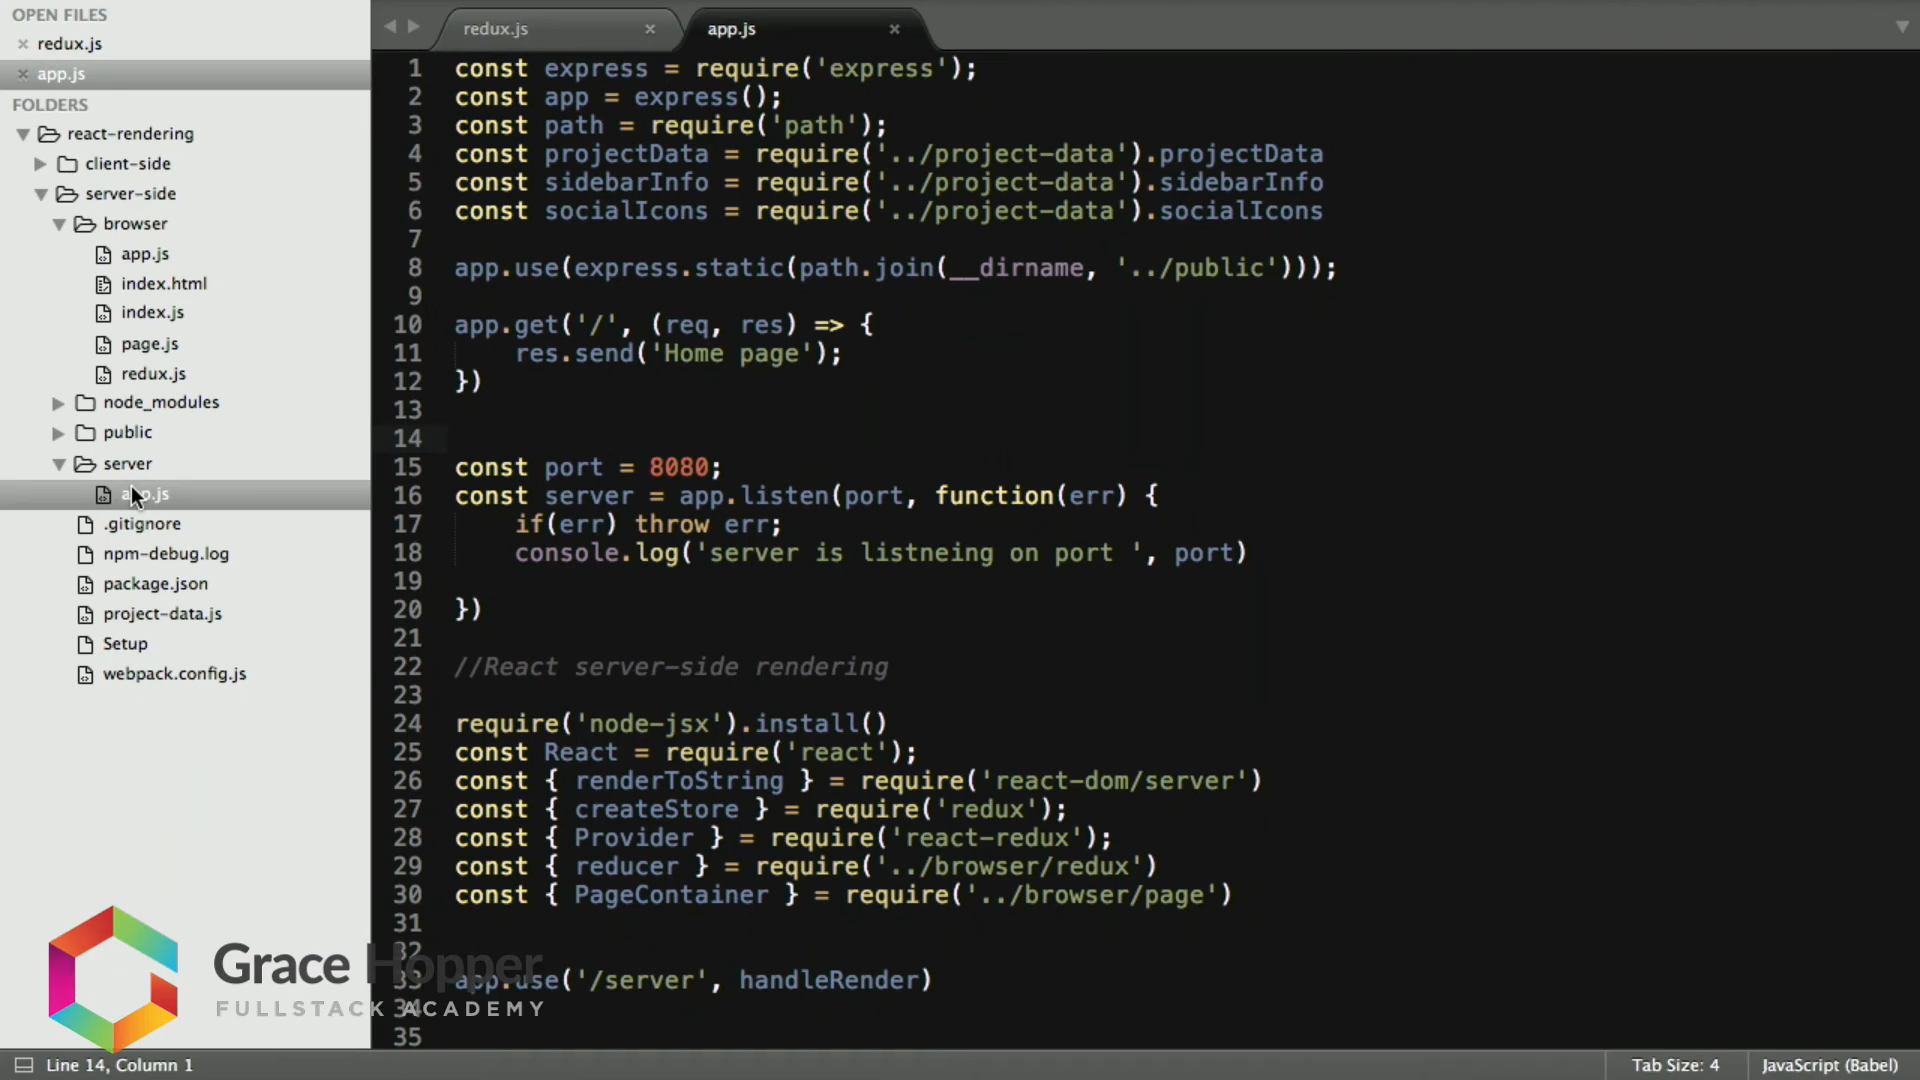 OPEN FILES
redux.js
app.js
FOLDERS
react-rendering
client-side
server-side
browser
app.js
index.html
index.js
page.js
redux.js
node_modules
public
server
app.js
.gitignore
npm-debug.log
package.json
project-data.js
Setup
webpack.config.js
redux.js
app.js
1 const express = require('express');
2 const app = express();
3 const path = require('path');
4 const projectData = require('../project-data').projectData
5 const sidebarInfo = require('../project-data').sidebarInfo
6 const socialIcons = require('../project-data').socialIcons
7
8 app.use(express.static(path.join(__dirname, '../public')));
9
10 app.get('/', (req, res) => {
11 res.send('Home page');
12 })
13
14
15 const port = 8080;
16 const server = app.listen(port, function(err) {
17 if(err) throw err;
18 console.log('server is listneing on port ', port)
19
20 })
21
22 //React server-side rendering
23
24 require('node-jsx').install()
25 const React = require('react');
26 const { renderToString } = require('react-dom/server')
27 const { createStore } = require('redux');
28 const { Provider } = require('react-redux');
29 const { reducer } = require('../browser/redux')
30 const { PageContainer } = require('../browser/page')
31
32
33 app.use('/server', handleRender)
34
35
Grace Hopper
FULLSTACK ACADEMY
Line 14, Column 1
Tab Size: 4
JavaScript (Babel)